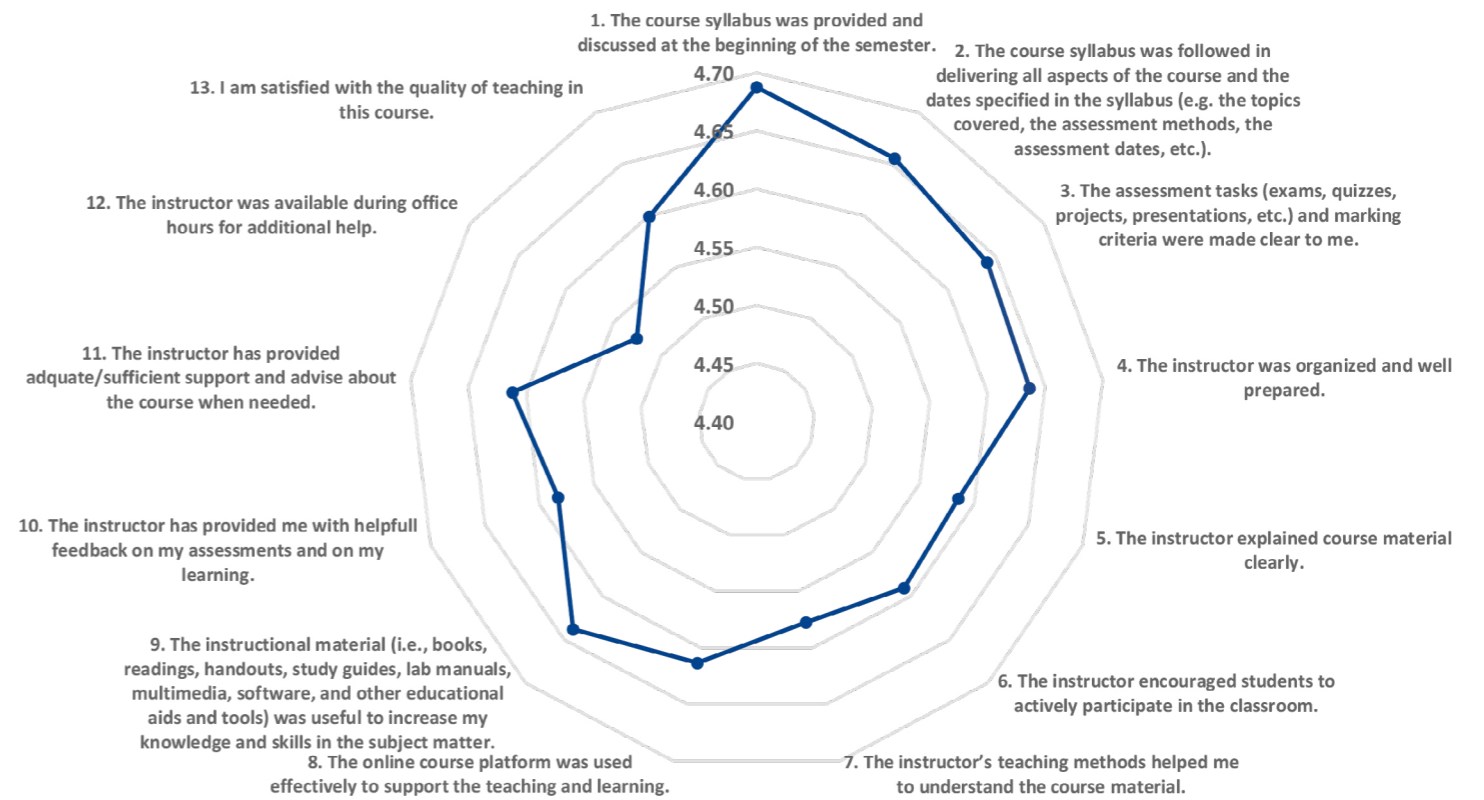 1. The course syllabus was provided and
discussed at the beginning of the semester.
2. The course syllabus was followed in
delivering all aspects of the course and the
dates specified in the syllabus (e.g. the topics
covered, the assessment methods, the
assessment dates, etc.).
3. The assessment tasks (exams, quizzes,
projects, presentations, etc.) and marking
criteria were made clear to me.
4. The instructor was organized and well
prepared.
5. The instructor explained course material
clearly.
6. The instructor encouraged students to
actively participate in the classroom.
7. The instructor’s teaching methods helped me
to understand the course material.
8. The online course platform was used
effectively to support the teaching and learning.
9. The instructional material (i.e., books,
readings, handouts, study guides, lab manuals,
multimedia, software, and other educational
aids and tools) was useful to increase my
knowledge and skills in the subject matter.
10. The instructor has provided me with helpfull
feedback on my assessments and on my
learning.
11. The instructor has provided
adquate/sufficient support and advise about
the course when needed.
12. The instructor was available during office
hours for additional help.
13. I am satisfied with the quality of teaching in
this course.
4.70
4.65
4.60
4.55
4.50
4.45
4.40